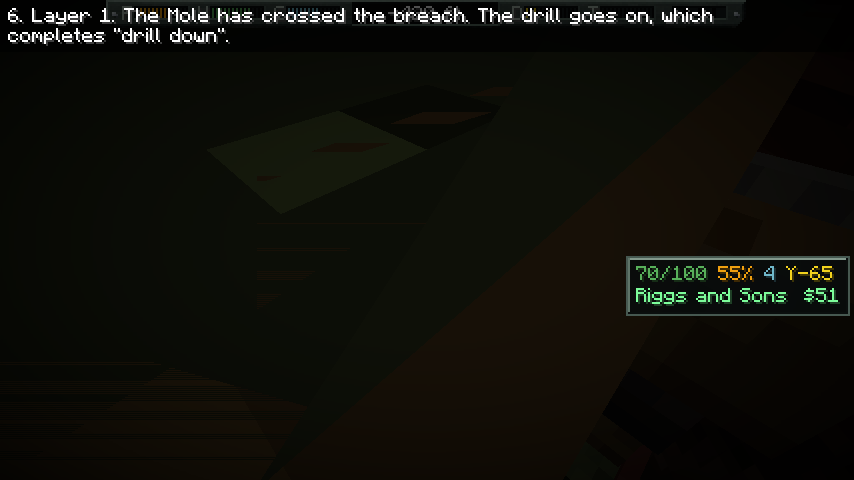 6. Layer 1. The Mole has crossed the breach. The drill goes on, which
completes "drill down".
70/100 55% 4 Y-65
Riggs and Sons $51